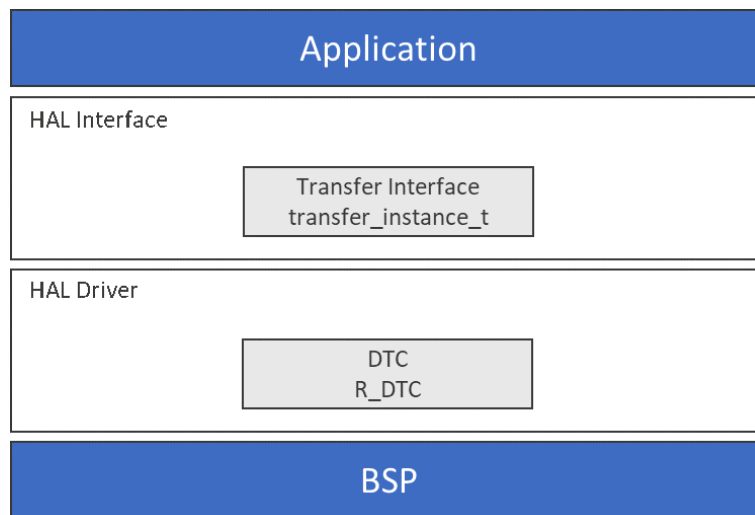 Application
HAL Interface
Transfer Interface
transfer_instance_t
HAL Driver
DTC
R_DTC
BSP